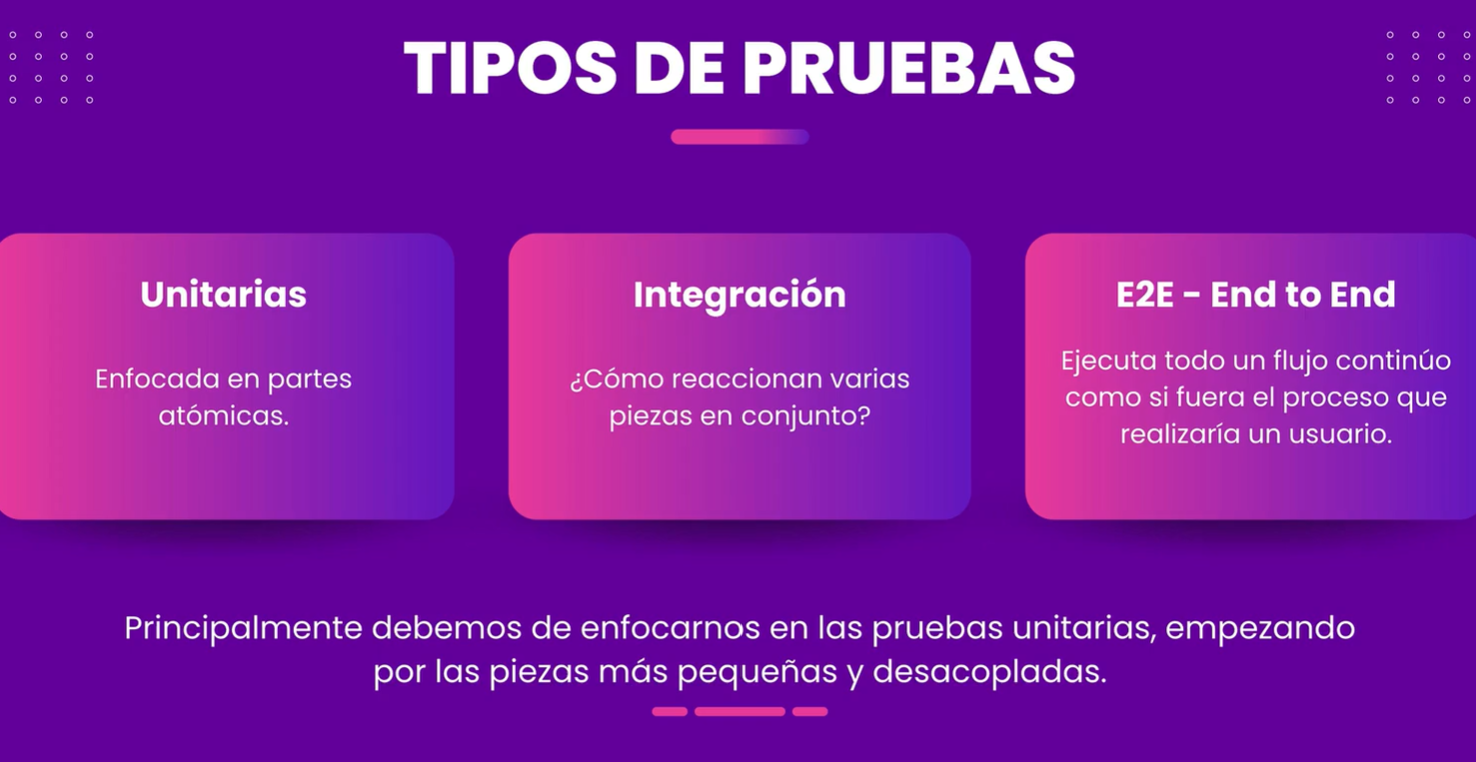 TIPOS DE PRUEBAS
Unitarias
Enfocada en partes
atómicas.
Integración
¿Cómo reaccionan varias
piezas en conjunto?
E2E - End to End
Ejecuta todo un flujo continúo
como si fuera el proceso que
realizaría un usuario.
Principalmente debemos de enfocarnos en las pruebas unitarias, empezando
por las piezas más pequeñas y desacopladas.